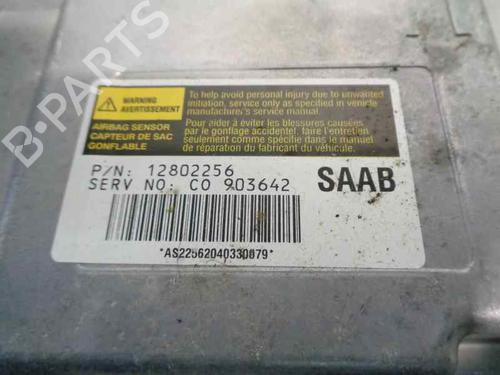 B-PARTS
WARNING
AVERTISSEMENT
AIRBAG SENSOR
CAPTEUR DE SAC
GONFLABLE
To help avoid personal injury due to unwanted
initiation, service only as specified in vehicle
manufacturer's service manual.
Pour aider à éviter les blessures causées
par le gonflage accidentel, faire l'entretien
seulement comme spécifié dans le manuel
de réparation du fabricant du véhicule.
P/N: 12802256
SERV NO: CO 903642
SAAB
*AS22562040330079*